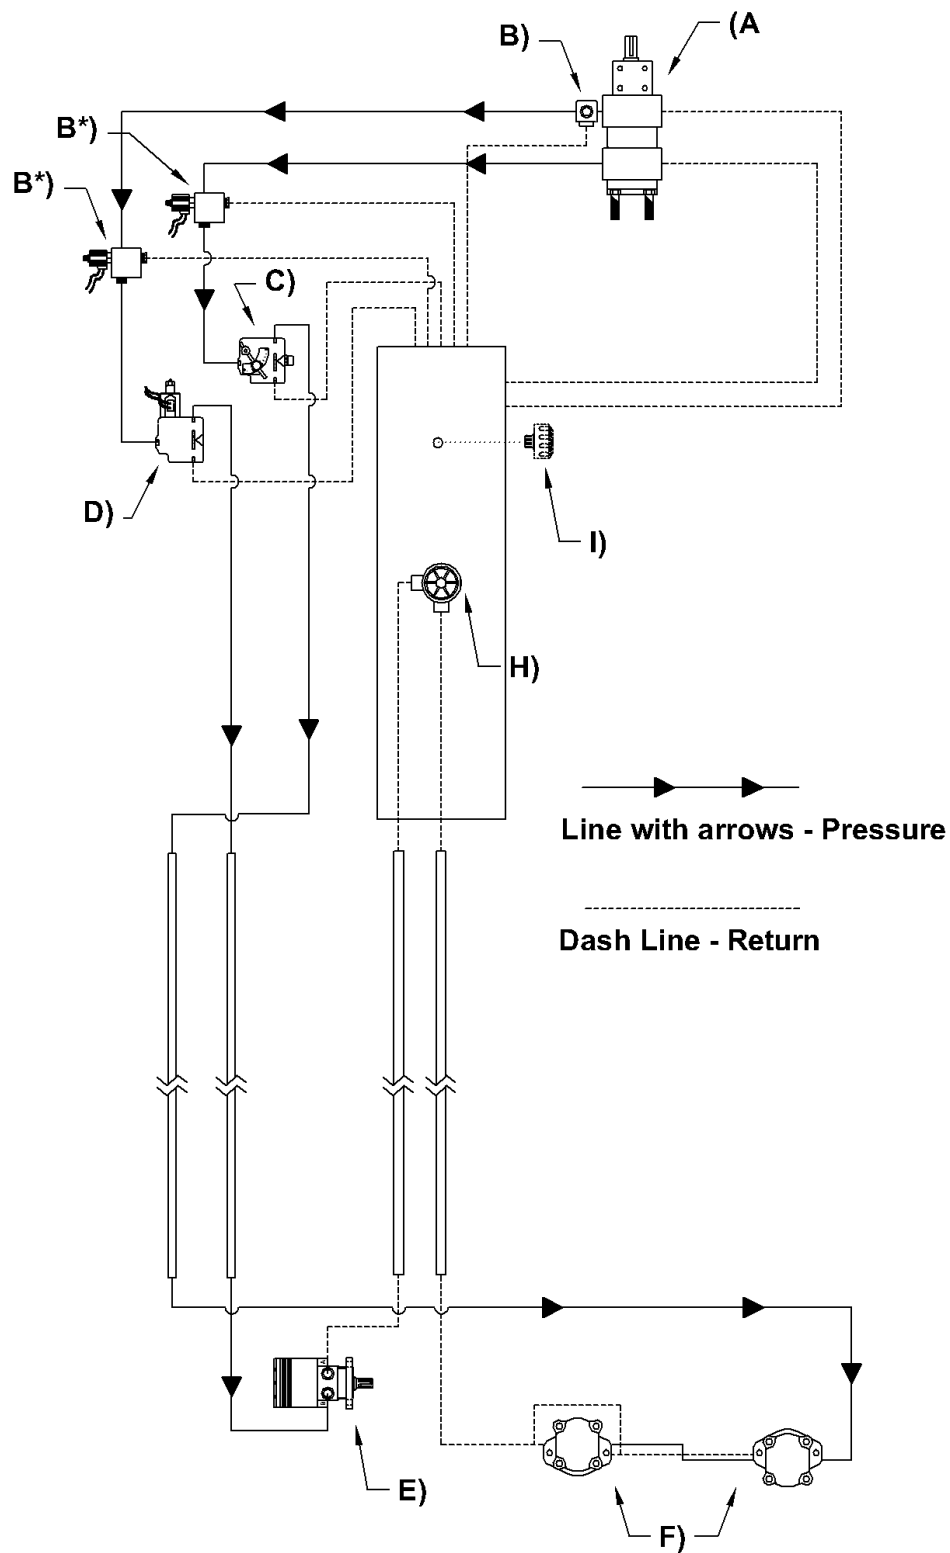 B)
(A
B*)
B*)
C)
D)
I)
H)
Line with arrows - Pressure
Dash Line - Return
E)
F)